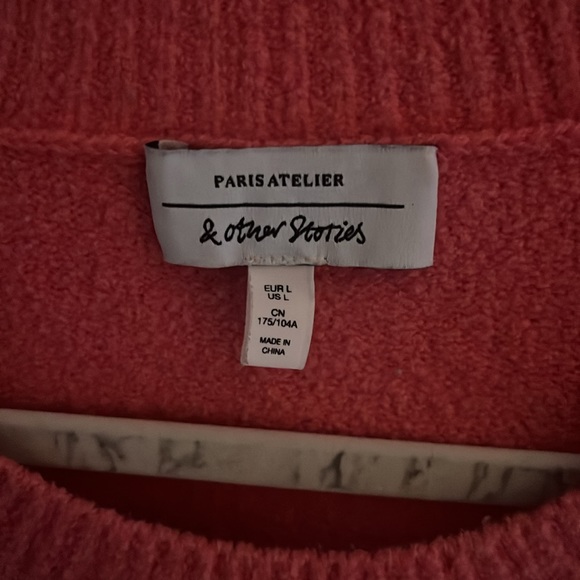 PARIS ATELIER
& other Stories
EUR L
US L
CN
175/104A
MADE IN
CHINA